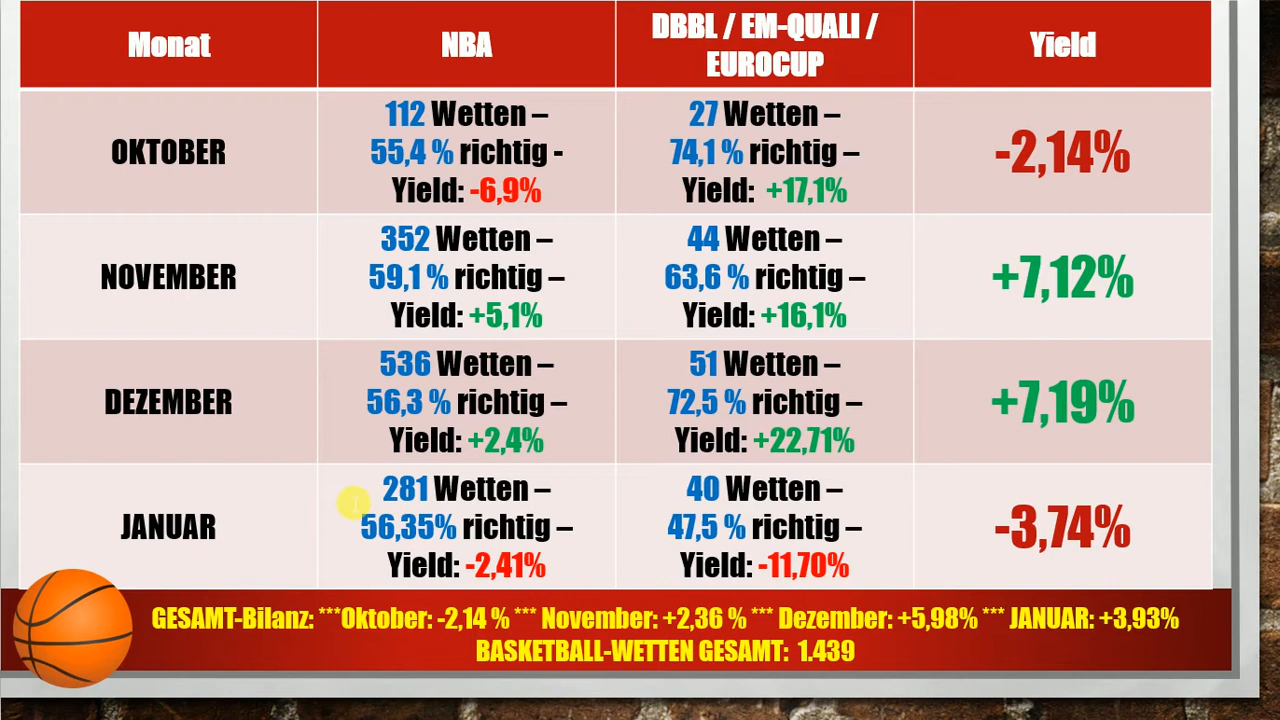 Monat
NBA
DBBL / EM-QUALI /
EUROCUP
Yield
OKTOBER
112 Wetten –
55,4 % richtig -
Yield: -6,9%
27 Wetten –
74,1 % richtig –
Yield: +17,1%
-2,14%
NOVEMBER
352 Wetten –
59,1 % richtig –
Yield: +5,1%
44 Wetten –
63,6 % richtig –
Yield: +16,1%
+7,12%
DEZEMBER
536 Wetten –
56,3 % richtig –
Yield: +2,4%
51 Wetten –
72,5 % richtig –
Yield: +22,71%
+7,19%
JANUAR
281 Wetten –
56,35% richtig –
Yield: -2,41%
40 Wetten –
47,5 % richtig –
Yield: -11,70%
-3,74%
GESAMT-Bilanz: ***Oktober: -2,14 % *** November: +2,36 % *** Dezember: +5,98% *** JANUAR: +3,93%
BASKETBALL-WETTEN GESAMT: 1.439